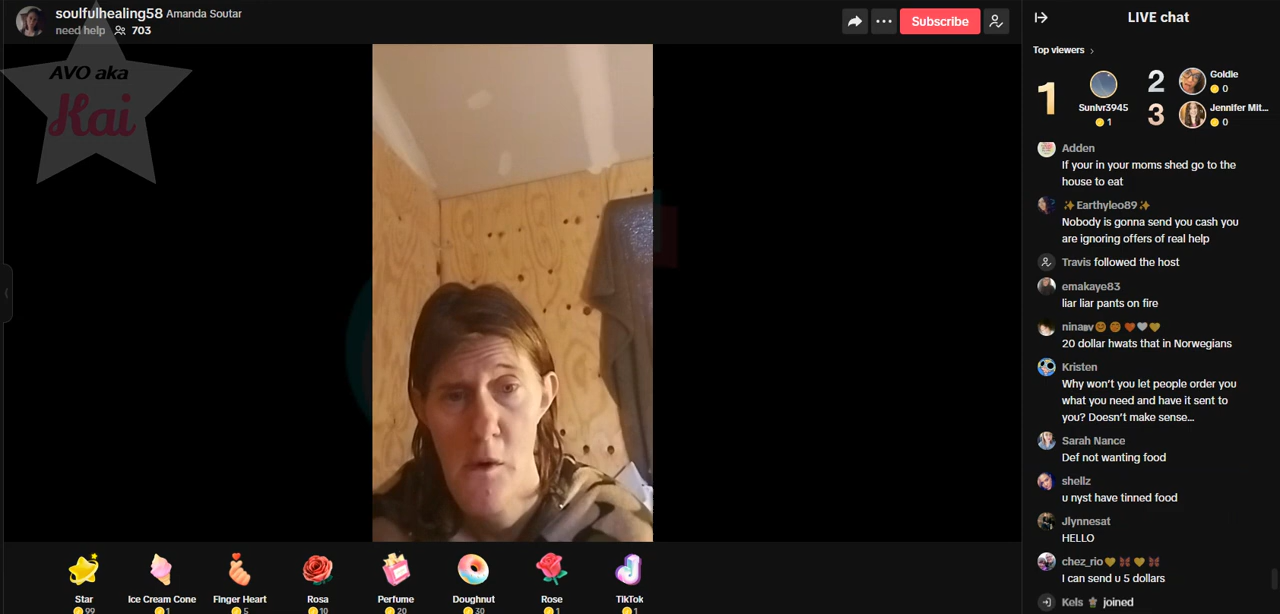 soulfulhealing58 Amanda Soutar
need help 703
AVO aka
Kai
Subscribe
LIVE chat
Top viewers
1
Sunlvr3945
1
2
Goldie
0
3
Jennifer Mit...
0
Adden
If your in your moms shed go to the
house to eat
✨Earthyleo89✨
Nobody is gonna send you cash you
are ignoring offers of real help
Travis followed the host
emakaye83
liar liar pants on fire
20 dollar hwats that in Norwegians
Kristen
Why won't you let people order you
what you need and have it sent to
you? Doesn't make sense...
Sarah Nance
Def not wanting food
shellz
u nyst have tinned food
Jlynnesat
HELLO
chez_rio
I can send u 5 dollars
Kels joined
Star
99
Ice Cream Cone
1
Finger Heart
5
Rosa
10
Perfume
20
Doughnut
30
Rose
1
TikTok
1